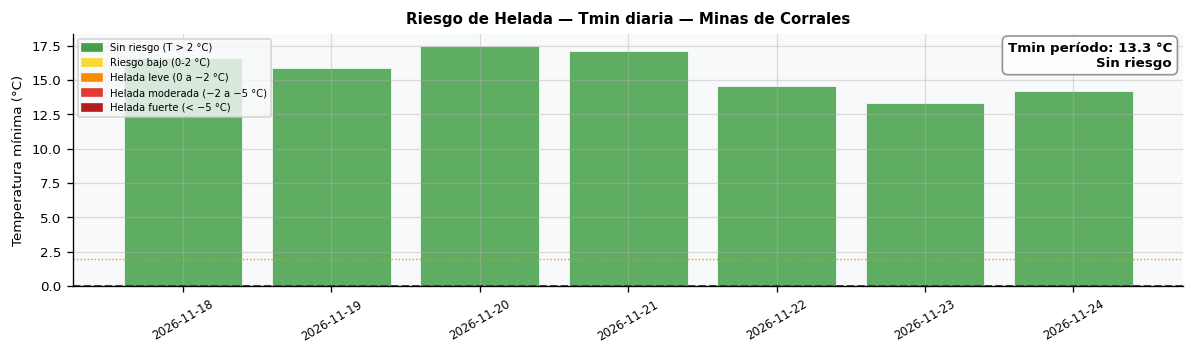 Riesgo de Helada — Tmin diaria — Minas de Corrales
Temperatura mínima (°C)
17.5
15.0
12.5
10.0
7.5
5.0
2.5
0.0
Sin riesgo (T > 2 °C)
Riesgo bajo (0-2 °C)
Helada leve (0 a −2 °C)
Helada moderada (−2 a −5 °C)
Helada fuerte (< −5 °C)
Tmin período: 13.3 °C
Sin riesgo
2026-11-18
2026-11-19
2026-11-20
2026-11-21
2026-11-22
2026-11-23
2026-11-24